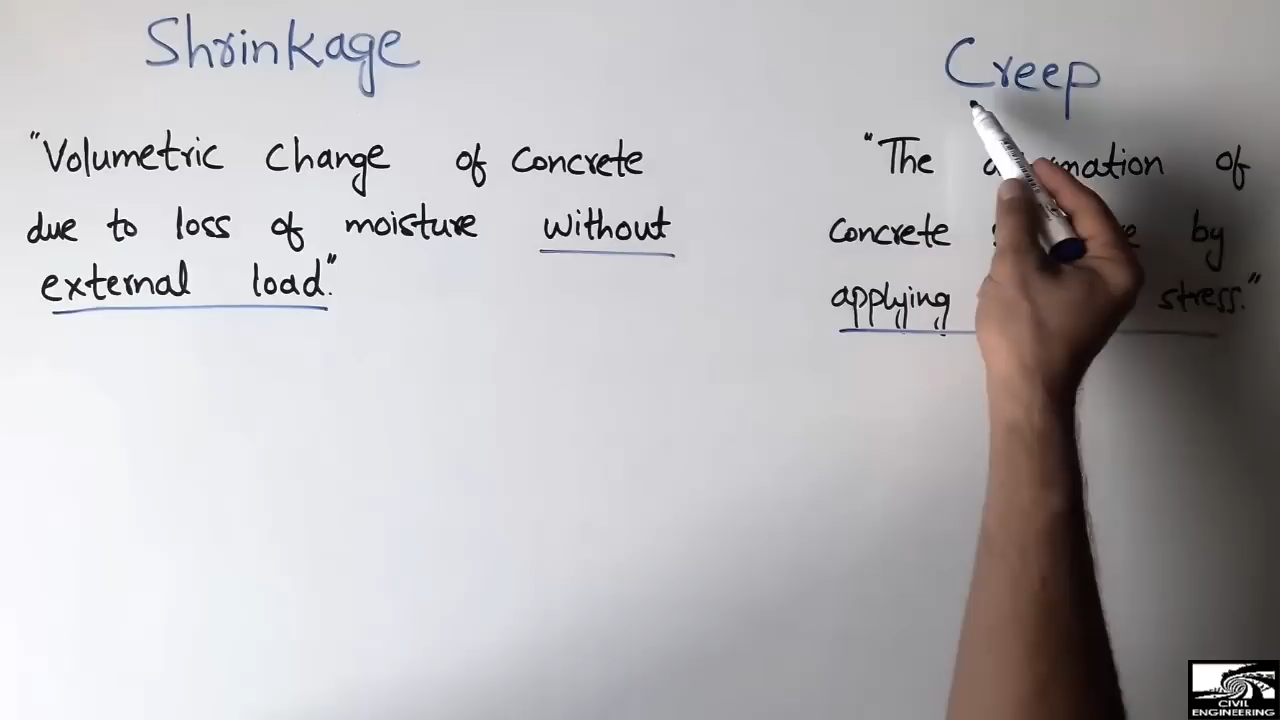 Shrinkage
"Volumetric change of concrete
due to loss of moisture without
external load."
Creep
"The of
concrete by
applying stress."
CIVIL
ENGINEERING